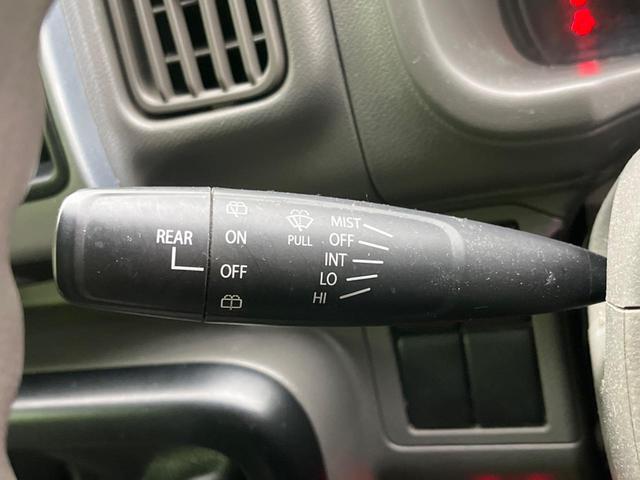 REAR
ON
OFF
PULL
MIST
OFF
INT
LO
HI